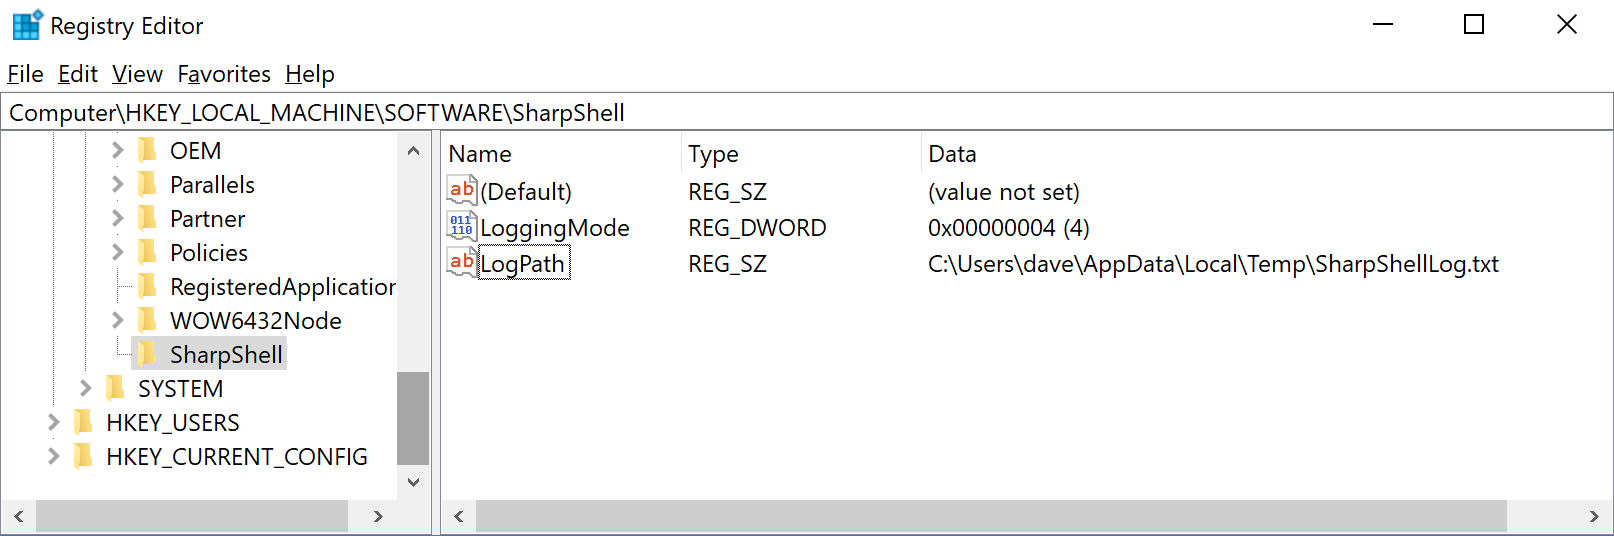 Registry Editor
File Edit View Favorites Help
Computer\HKEY_LOCAL_MACHINE\SOFTWARE\SharpShell
OEM
Parallels
Partner
Policies
RegisteredApplication
WOW6432Node
SharpShell
SYSTEM
HKEY_USERS
HKEY_CURRENT_CONFIG
Name Type Data
ab (Default) REG_SZ (value not set)
011 110 LoggingMode REG_DWORD 0x00000004 (4)
ab LogPath REG_SZ C:\Users\dave\AppData\Local\Temp\SharpShellLog.txt